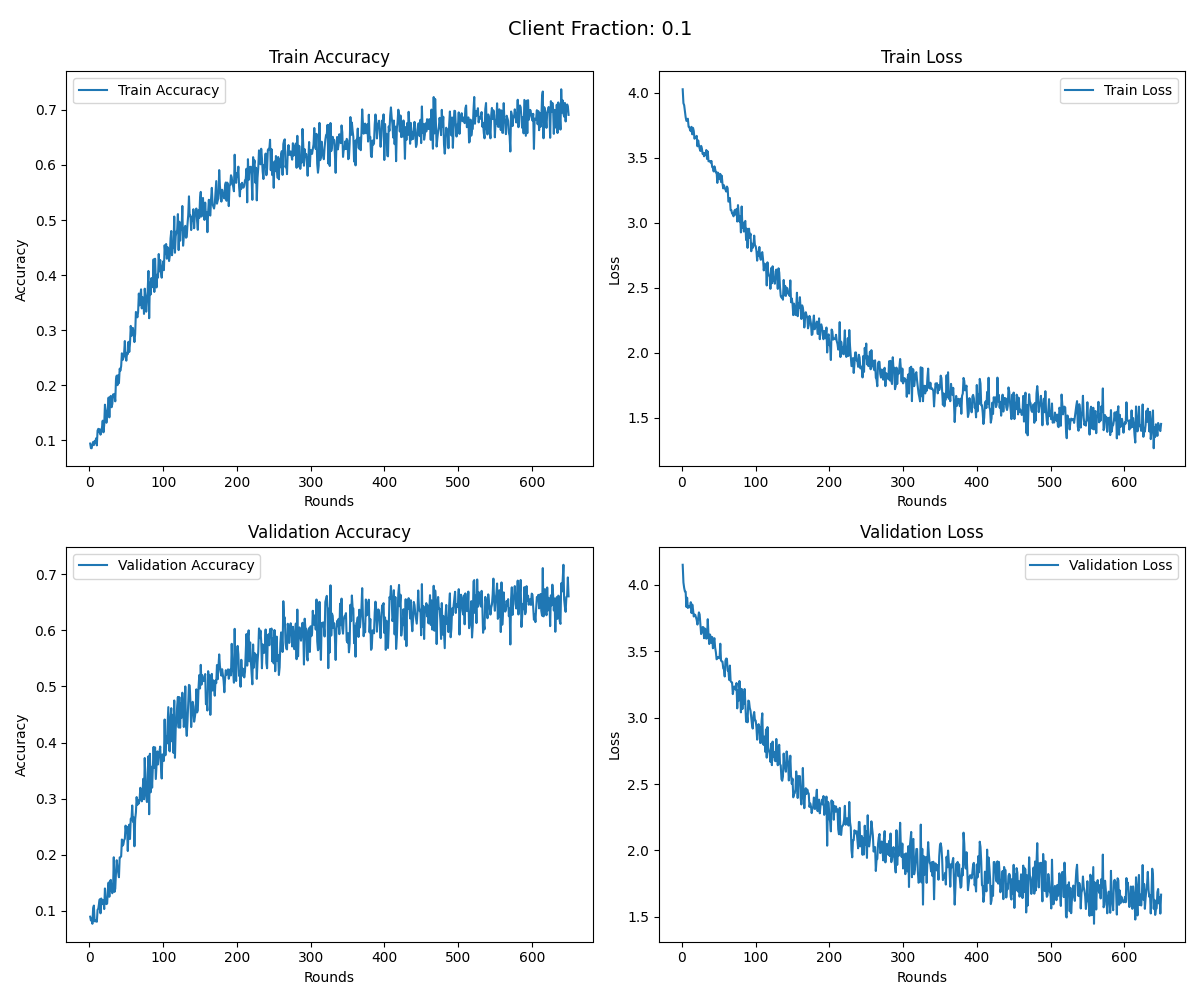 Client Fraction: 0.1
Train Accuracy
Train Accuracy
0.7
0.6
0.5
0.4
0.3
0.2
0.1
Accuracy
0 100 200 300 400 500 600
Rounds
Train Loss
Train Loss
4.0
3.5
3.0
2.5
2.0
1.5
Loss
0 100 200 300 400 500 600
Rounds
Validation Accuracy
Validation Accuracy
0.7
0.6
0.5
0.4
0.3
0.2
0.1
Accuracy
0 100 200 300 400 500 600
Rounds
Validation Loss
Validation Loss
4.0
3.5
3.0
2.5
2.0
1.5
Loss
0 100 200 300 400 500 600
Rounds